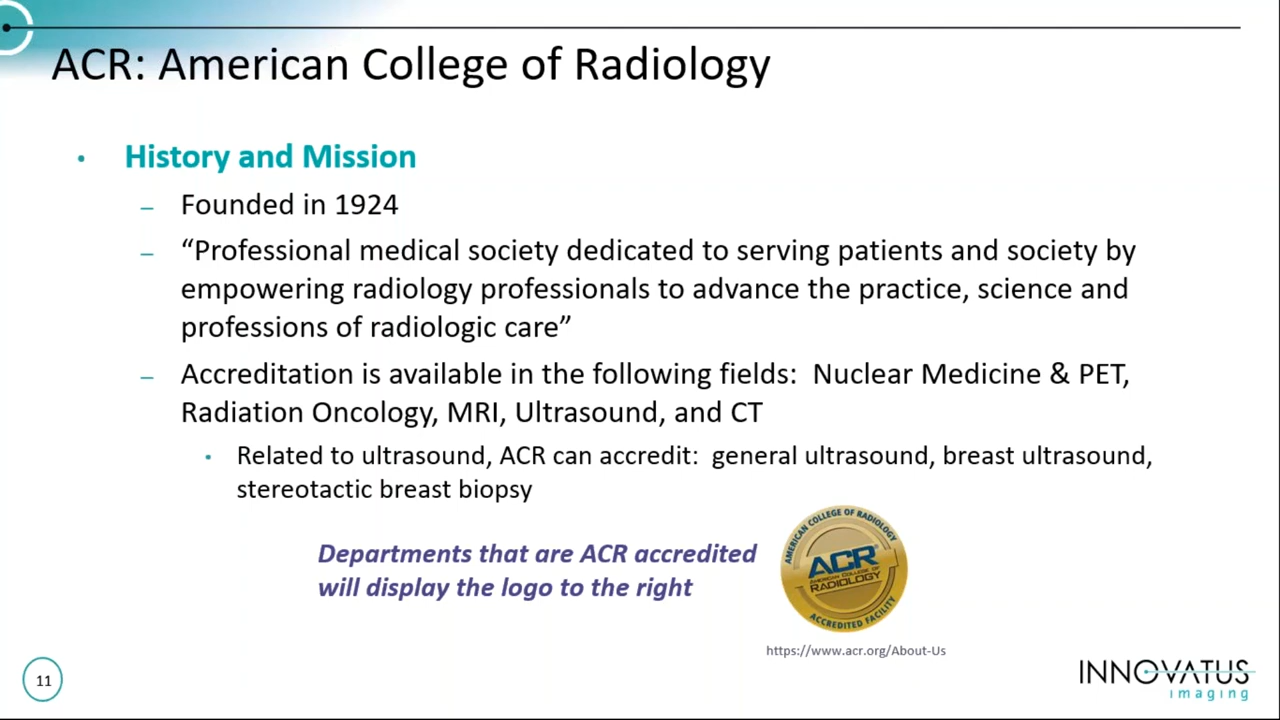 ACR: American College of Radiology
• History and Mission
– Founded in 1924
– “Professional medical society dedicated to serving patients and society by
empowering radiology professionals to advance the practice, science and
professions of radiologic care”
– Accreditation is available in the following fields:  Nuclear Medicine & PET,
Radiation Oncology, MRI, Ultrasound, and CT
• Related to ultrasound, ACR can accredit:  general ultrasound, breast ultrasound,
stereotactic breast biopsy
Departments that are ACR accredited
will display the logo to the right
AMERICAN COLLEGE OF RADIOLOGY
ACR®
AMERICAN COLLEGE OF
RADIOLOGY
ACCREDITED FACILITY
https://www.acr.org/About-Us
11
INNOVATUS
imaging